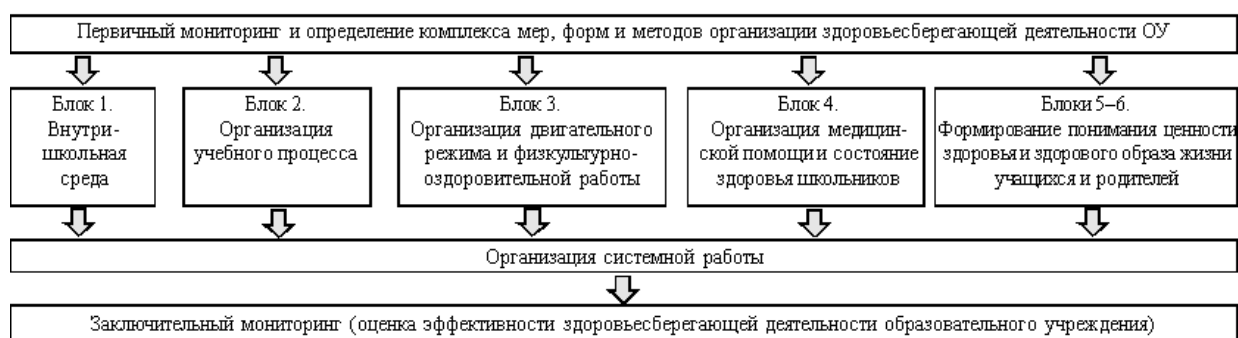 Первичный мониторинг и определение комплекса мер, форм и методов организации здоровьесберегающей деятельности ОУ
Блок 1.
Внутри-
школьная
среда
Блок 2.
Организация
учебного процесса
Блок 3.
Организация двигательного
режима и физкультурно-
оздоровительной работы
Блок 4.
Организация медицин-
ской помощи и состояние
здоровья школьников
Блоки 5–6.
Формирование понимания ценности
здоровья и здорового образа жизни
учащихся и родителей
Организация системной работы
Заключительный мониторинг (оценка эффективности здоровьесберегающей деятельности образовательного учреждения)